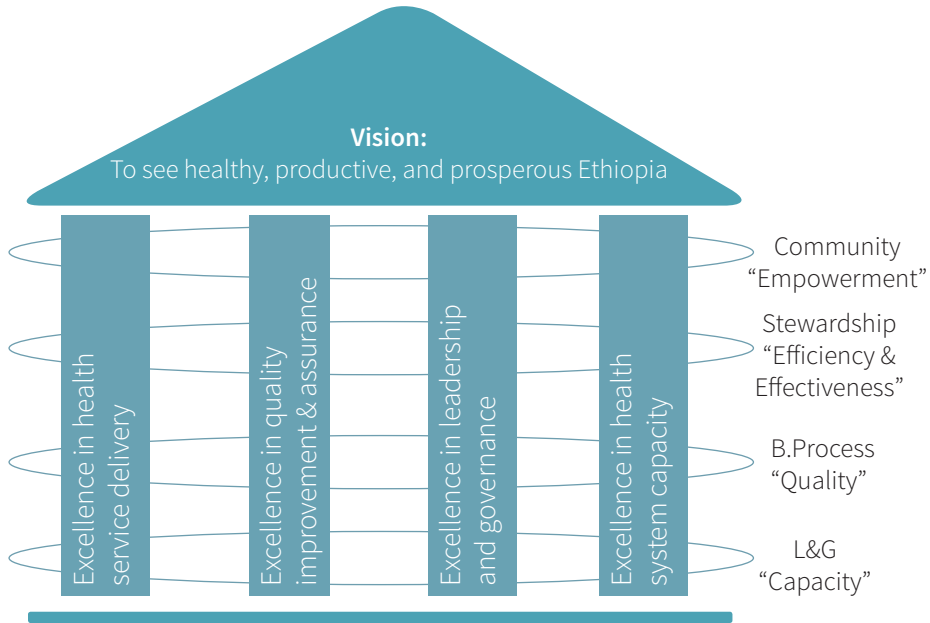 Vision:
To see healthy, productive, and prosperous Ethiopia
Excellence in health
service delivery
Excellence in quality
improvement & assurance
Excellence in leadership
and governance
Excellence in health
system capacity
Community
“Empowerment”
Stewardship
“Efficiency &
Effectiveness”
B.Process
“Quality”
L&G
“Capacity”